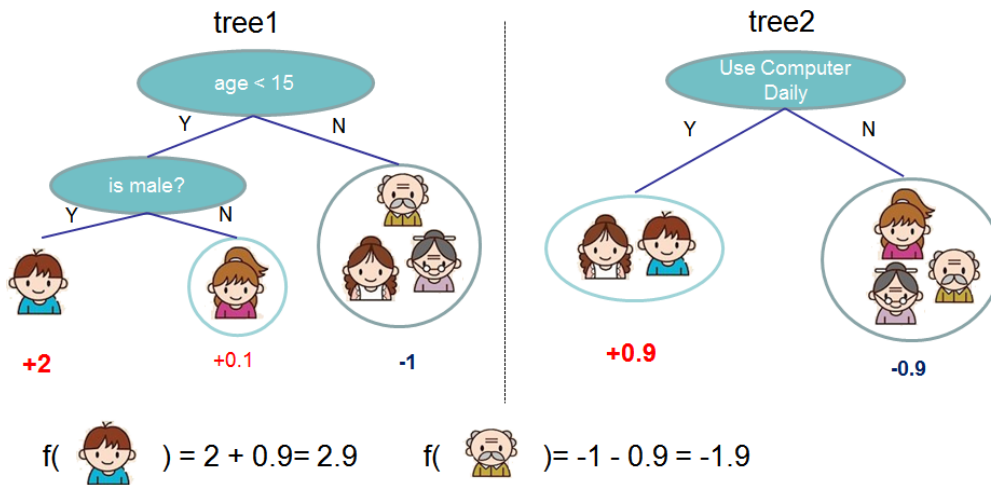 tree1
tree2
age < 15
Use Computer
Daily
Y
N
Y
N
is male?
Y
N
+2
+0.1
-1
+0.9
-0.9
f( ) = 2 + 0.9= 2.9
f( )= -1 - 0.9 = -1.9